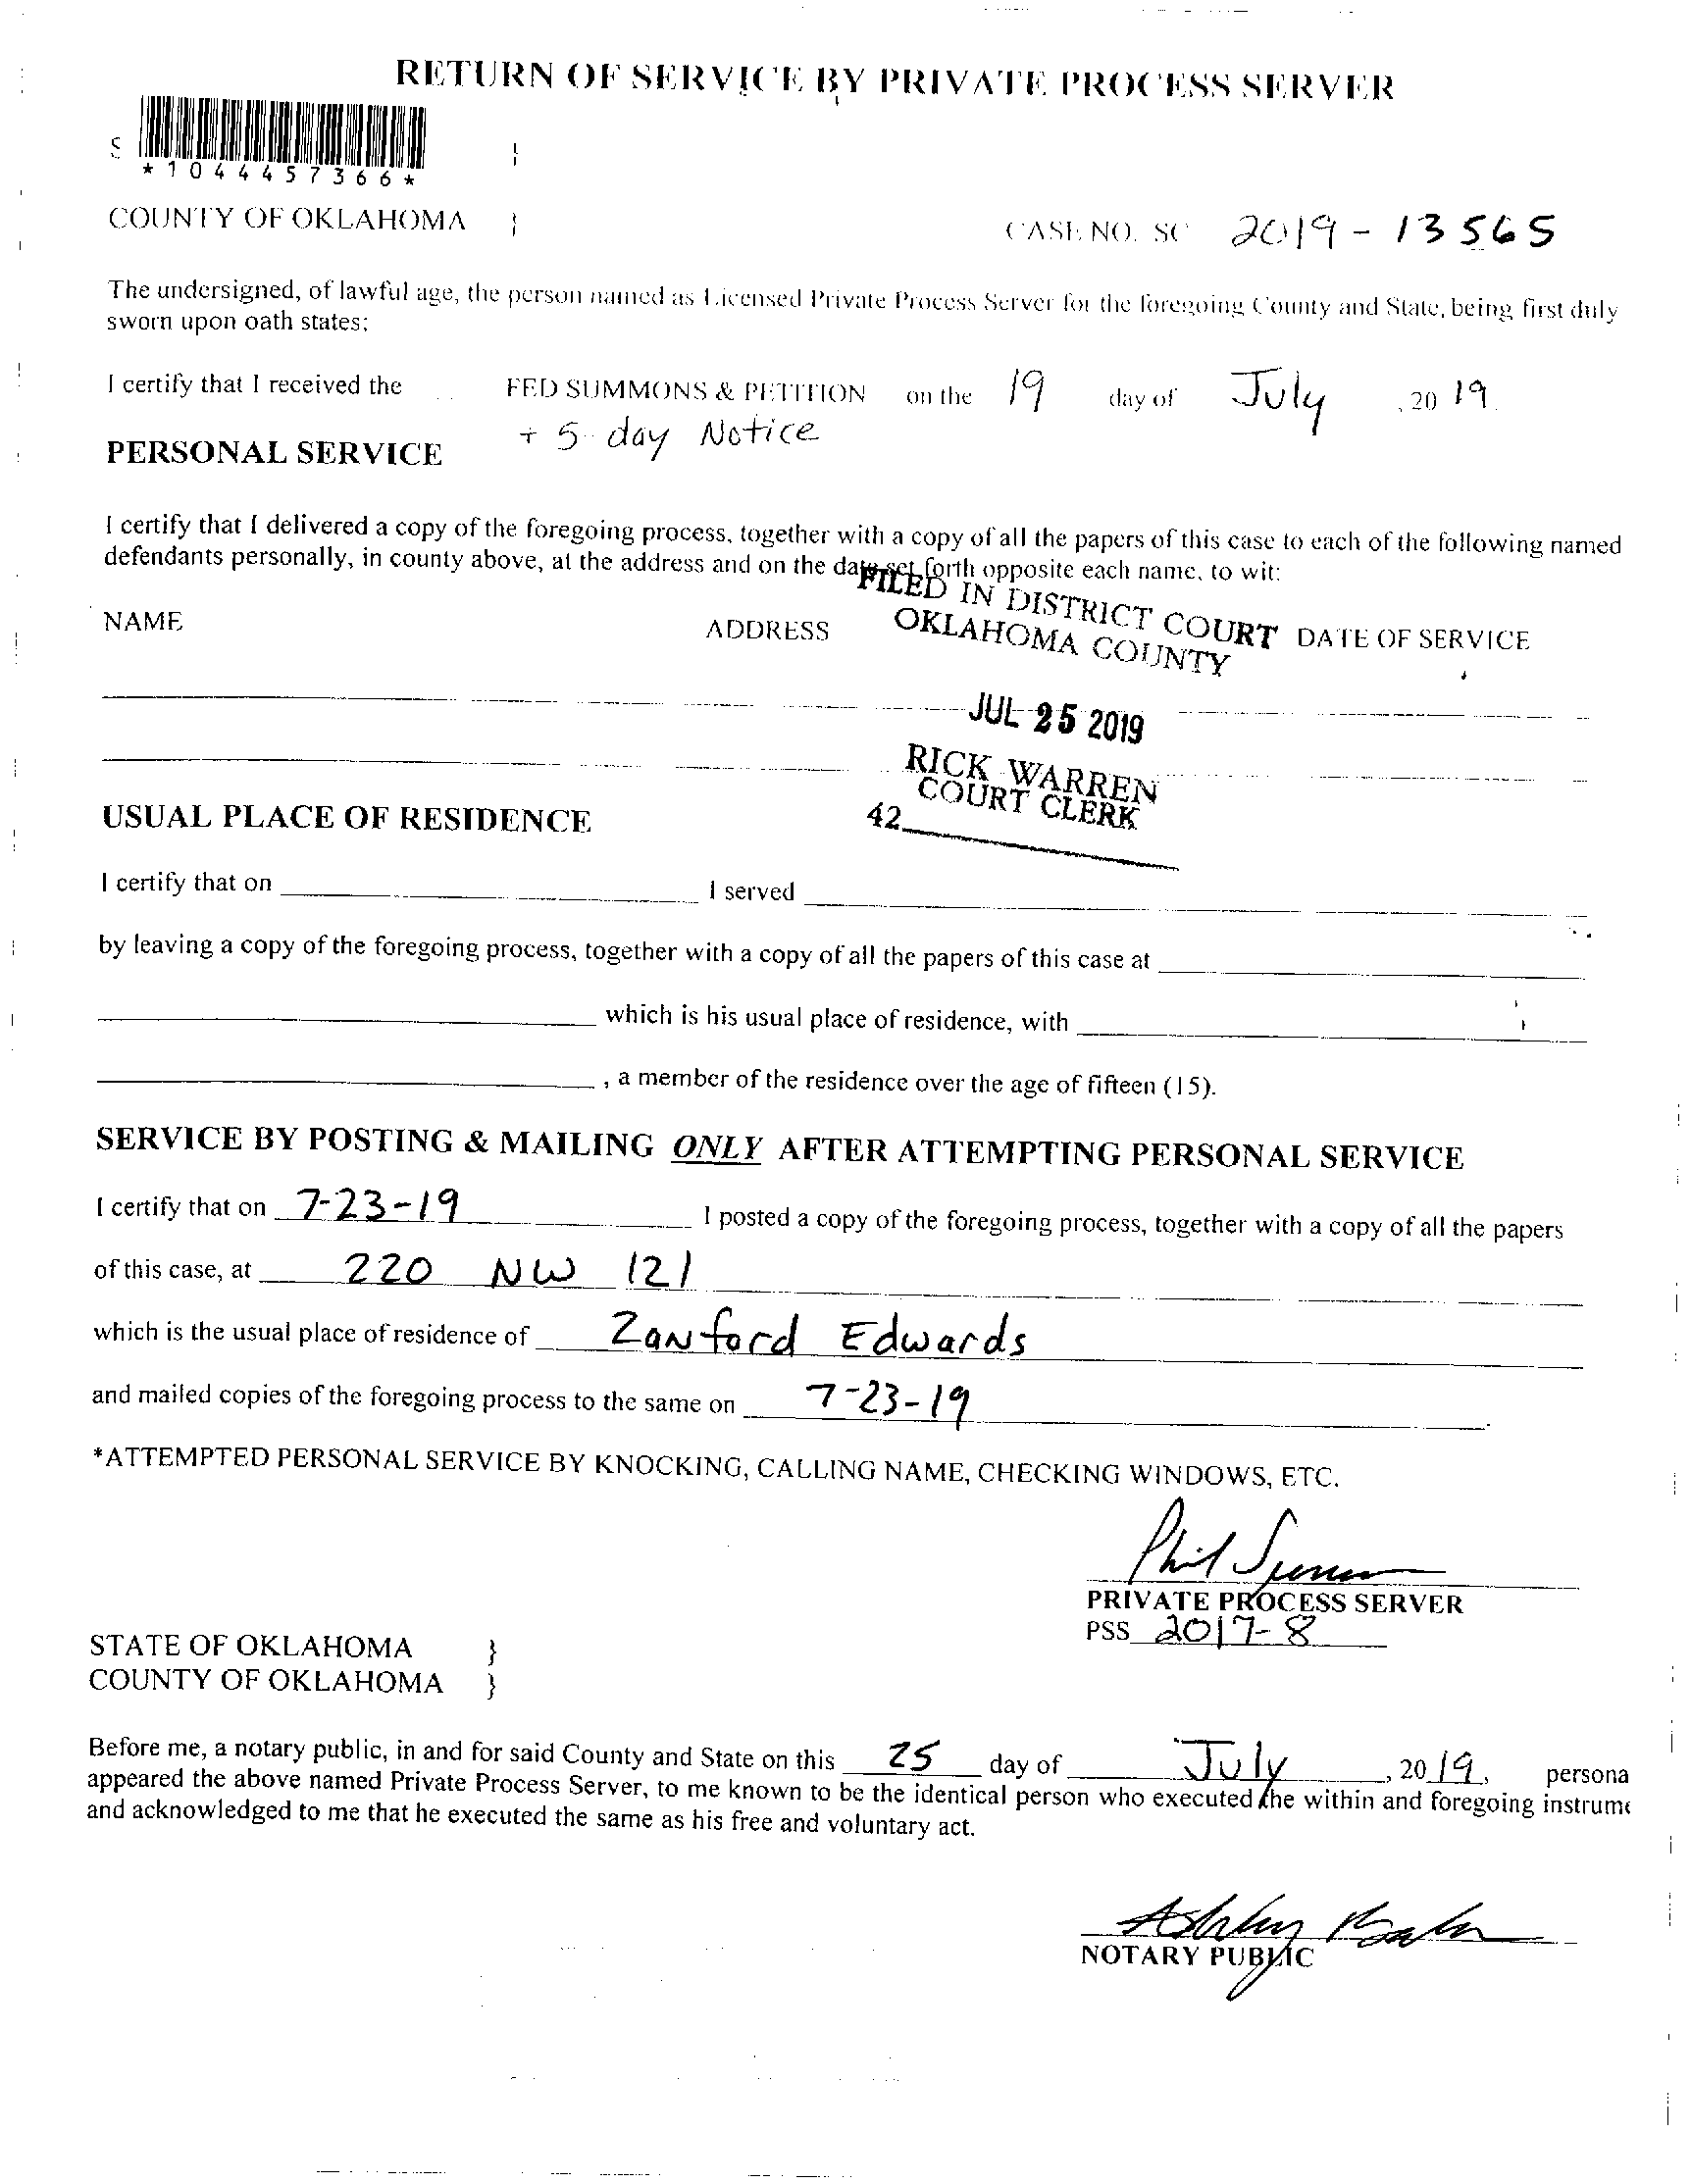 RETURN OF SERVICE BY PRIVATE PROCESS SERVER
S }
*1044457366*
COUNTY OF OKLAHOMA } CASE NO. SC 2019 - 13565
The undersigned, of lawful age, the person named as Licensed Private Process Server for the foregoing County and State, being first duly
sworn upon oath states:
I certify that I received the FED SUMMONS & PETITION on the 19 day of July , 20 19.
+ 5-day Notice
PERSONAL SERVICE
I certify that I delivered a copy of the foregoing process, together with a copy of all the papers of this case to each of the following named
defendants personally, in county above, at the address and on the date set forth opposite each name, to wit:
FILED IN DISTRICT COURT
OKLAHOMA COUNTY
NAME ADDRESS DATE OF SERVICE
JUL 25 2019
RICK WARREN
COURT CLERK
42
USUAL PLACE OF RESIDENCE
I certify that on I served
by leaving a copy of the foregoing process, together with a copy of all the papers of this case at
which is his usual place of residence, with
, a member of the residence over the age of fifteen (15).
SERVICE BY POSTING & MAILING ONLY AFTER ATTEMPTING PERSONAL SERVICE
I certify that on 7-23-19 I posted a copy of the foregoing process, together with a copy of all the papers
of this case, at 220 NW 121
which is the usual place of residence of Zanford Edwards
and mailed copies of the foregoing process to the same on 7-23-19
*ATTEMPTED PERSONAL SERVICE BY KNOCKING, CALLING NAME, CHECKING WINDOWS, ETC.
Phil
PRIVATE PROCESS SERVER
PSS 2017-8
STATE OF OKLAHOMA }
COUNTY OF OKLAHOMA }
Before me, a notary public, in and for said County and State on this 25 day of July , 20 19, persona
appeared the above named Private Process Server, to me known to be the identical person who executed the within and foregoing instrume
and acknowledged to me that he executed the same as his free and voluntary act.
Ashley
NOTARY PUBLIC